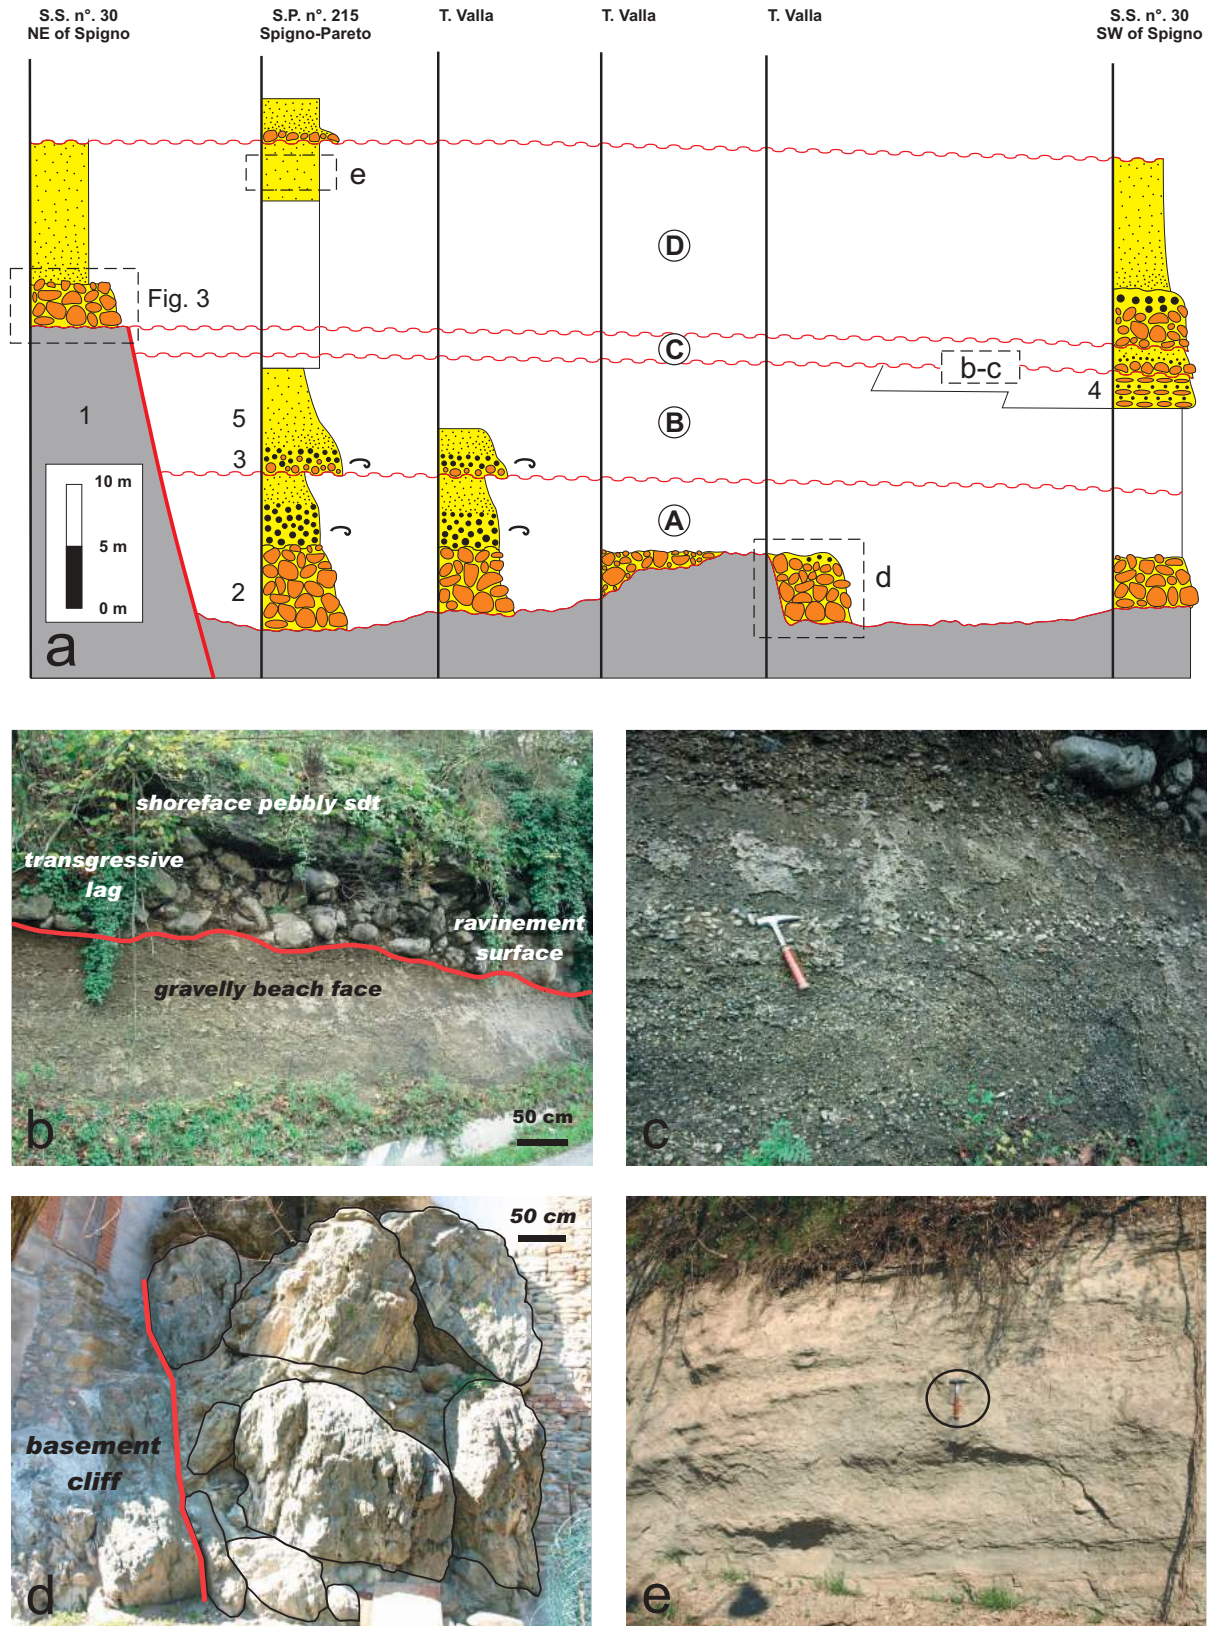 S.S. n°. 30
NE of Spigno
S.P. n°. 215
Spigno-Pareto
T. Valla
T. Valla
T. Valla
S.S. n°. 30
SW of Spigno
e
D
Fig. 3
C
b-c
4
1
5
B
3
10 m
5 m
0 m
A
2
d
a
shoreface pebbly sdt
transgressive
lag
ravinement
surface
gravelly beach face
50 cm
b
c
50 cm
basement
cliff
d
e